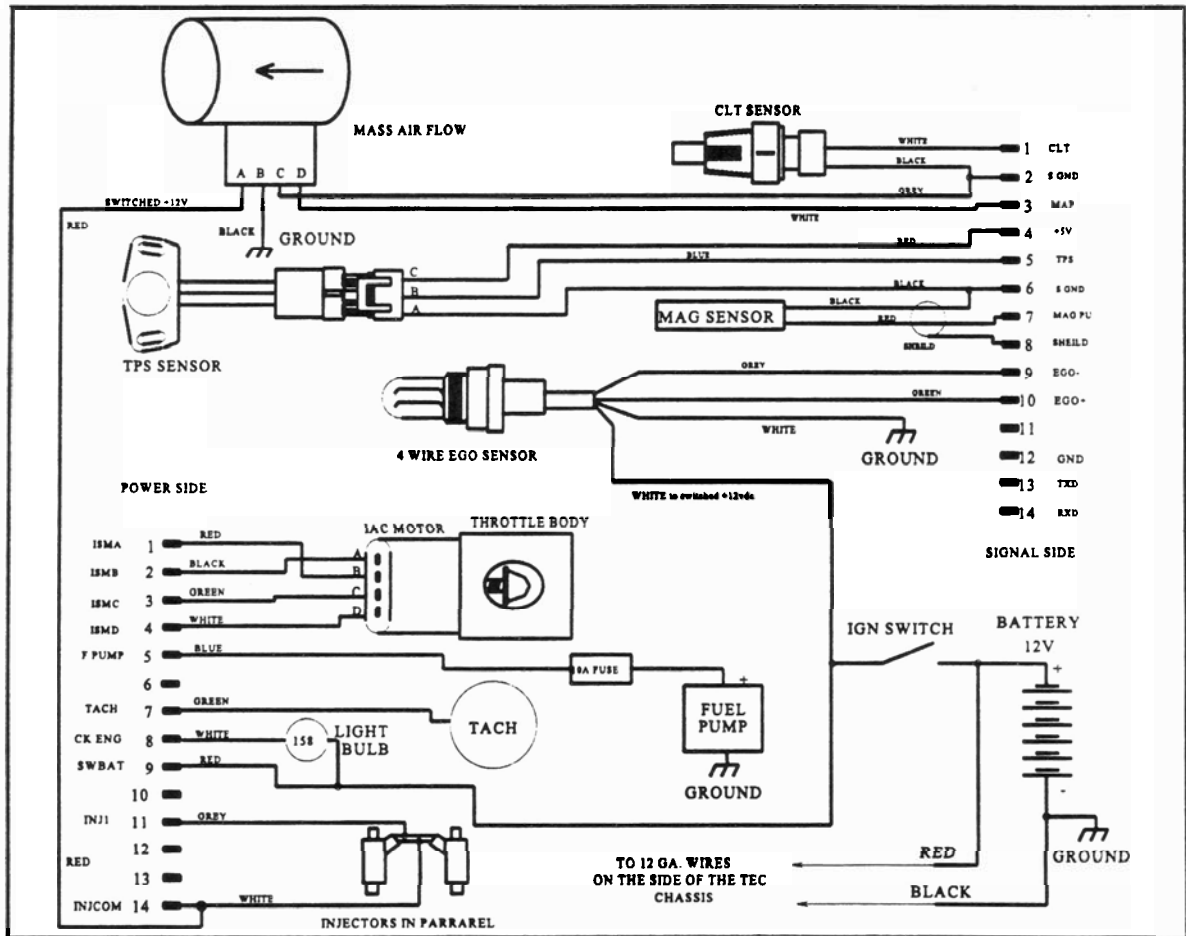 MASS AIR FLOW
A B C D
SWITCHED +12V
RED
BLACK
GROUND
CLT SENSOR
WHITE
BLACK
GREY
WHITE
RED
BLUE
BLACK
BLACK
RED
SHEILD
C
B
A
TPS SENSOR
MAG SENSOR
1 CLT
2 S GND
3 MAP
4 +5V
5 TPS
6 S GND
7 MAG PU
8 SHEILD
9 EGO-
10 EGO+
11
12 GND
13 TXD
14 RXD
SIGNAL SIDE
GREY
GREEN
WHITE
GROUND
4 WIRE EGO SENSOR
WHITE to switched +12vdc
POWER SIDE
ISMA 1 RED
ISMB 2 BLACK
ISMC 3 GREEN
ISMD 4 WHITE
F PUMP 5 BLUE
6
TACH 7 GREEN
CK ENG 8 WHITE
SWBAT 9 RED
10
INJ1 11 GREY
12
RED
13
INJCOM 14 WHITE
IAC MOTOR
THROTTLE BODY
A
B
C
D
10A FUSE
+
FUEL
PUMP
GROUND
TACH
158
LIGHT
BULB
INJECTORS IN PARRAREL
IGN SWITCH
BATTERY
12V
+
-
GROUND
TO 12 GA. WIRES
ON THE SIDE OF THE TEC
CHASSIS
RED
BLACK